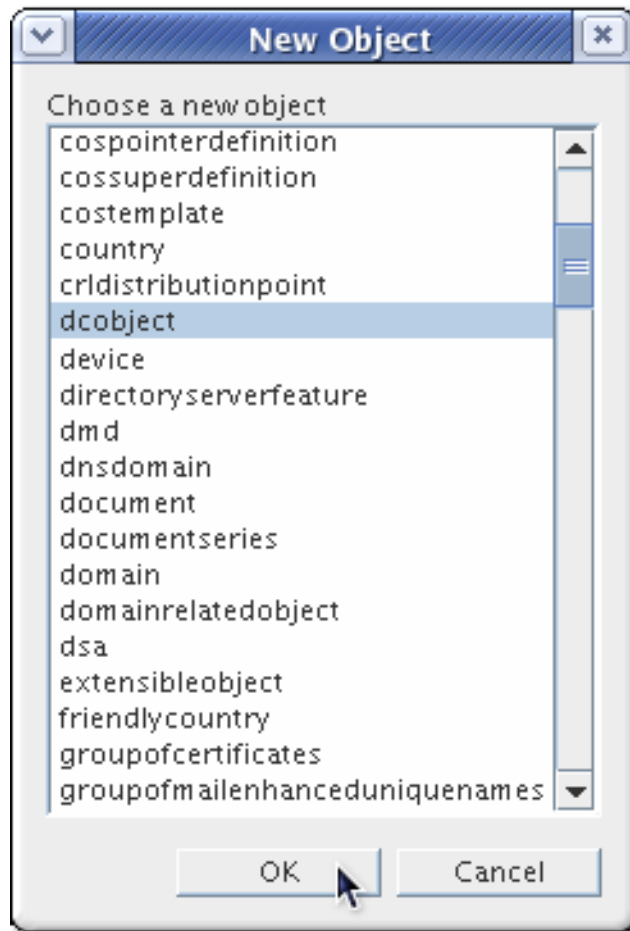 New Object
Choose a new object
cospointerdefinition
cossuperdefinition
costemplate
country
crldistributionpoint
dcobject
device
directoryserverfeature
dmd
dnsdomain
document
documentseries
domain
domainrelatedobject
dsa
extensibleobject
friendlycountry
groupofcertificates
groupofmailenhanceduniquenames
OK Cancel